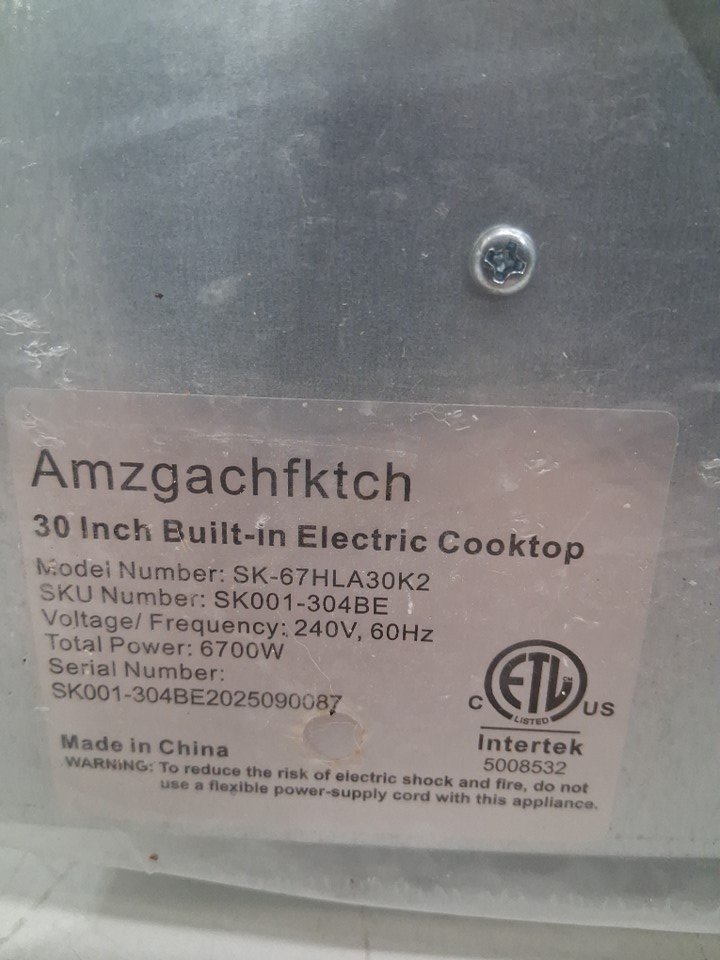 Amzgachfktch
30 Inch Built-in Electric Cooktop
Model Number: SK-67HLA30K2
SKU Number: SK001-304BE
Voltage/ Frequency: 240V, 60Hz
Total Power: 6700W
Serial Number:
SK001-304BE2025090087
C ETL CM US
LISTED
Intertek
5008532
Made in China
WARNING: To reduce the risk of electric shock and fire, do not
use a flexible power-supply cord with this appliance.